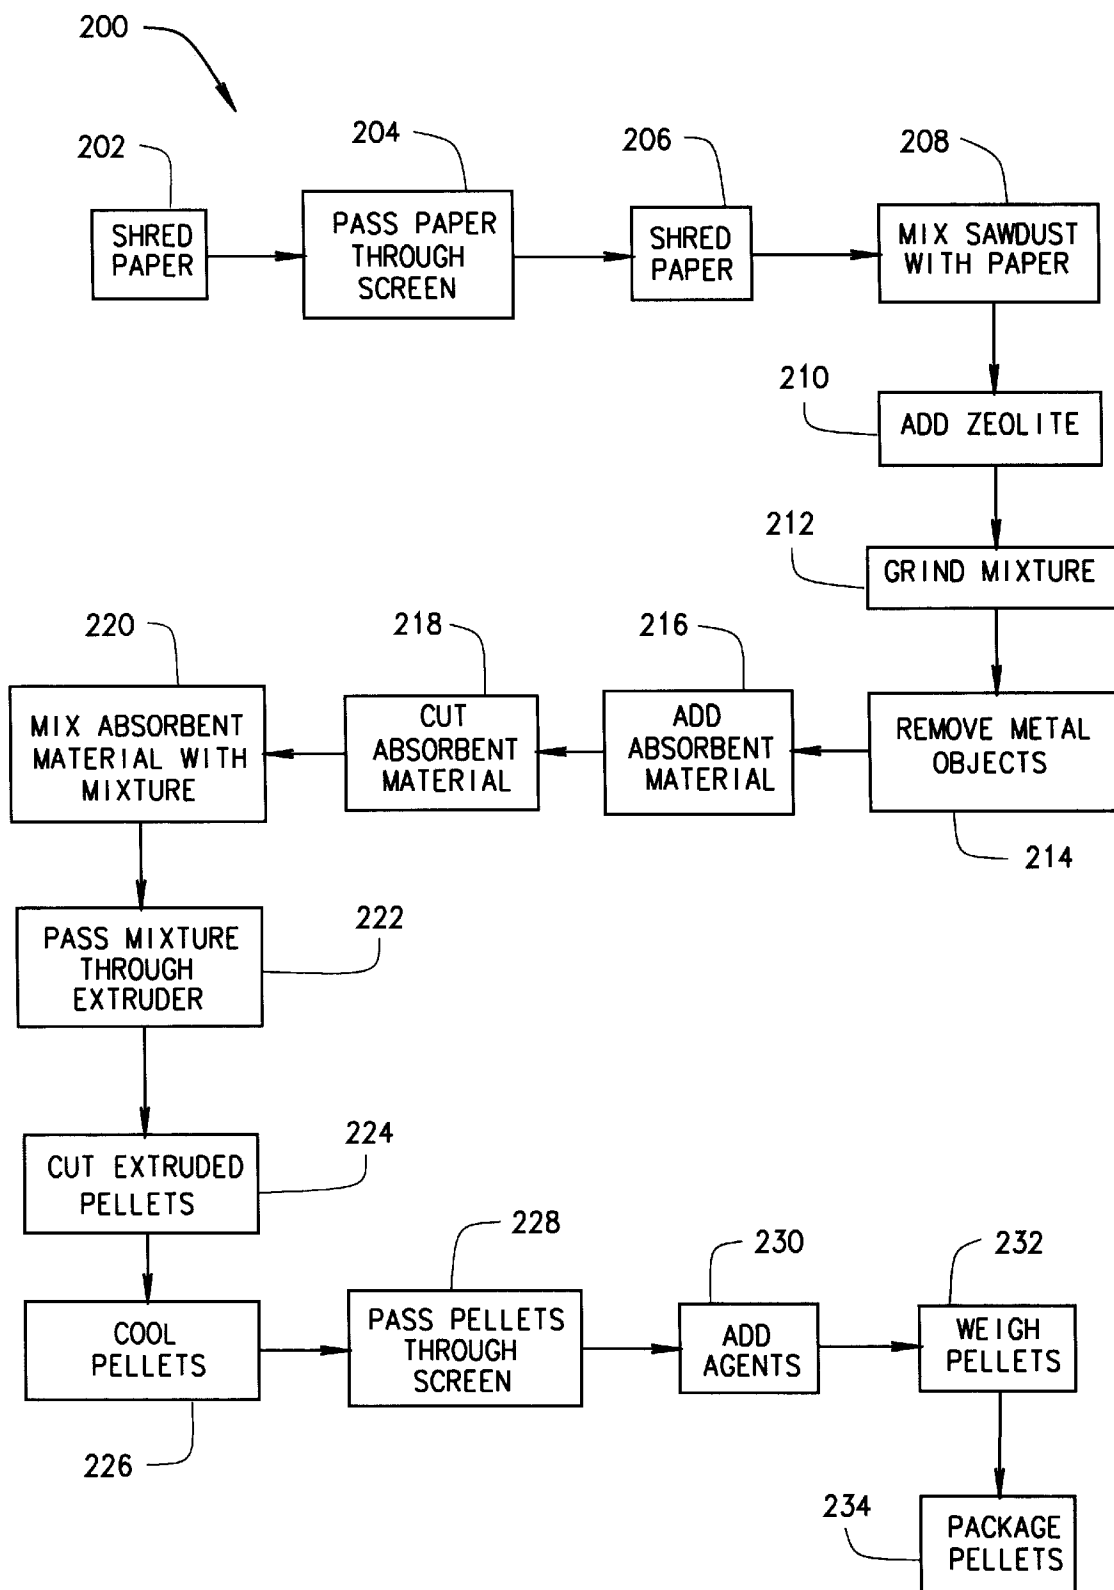 200
202
204
206
208
SHRED
PAPER
PASS PAPER
THROUGH
SCREEN
SHRED
PAPER
MIX SAWDUST
WITH PAPER
210
ADD ZEOLITE
212
GRIND MIXTURE
220
218
216
MIX ABSORBENT
MATERIAL WITH
MIXTURE
CUT
ABSORBENT
MATERIAL
ADD
ABSORBENT
MATERIAL
REMOVE METAL
OBJECTS
214
222
PASS MIXTURE
THROUGH
EXTRUDER
224
CUT EXTRUDED
PELLETS
228
230
232
COOL
PELLETS
PASS PELLETS
THROUGH
SCREEN
ADD
AGENTS
WEIGH
PELLETS
226
234
PACKAGE
PELLETS